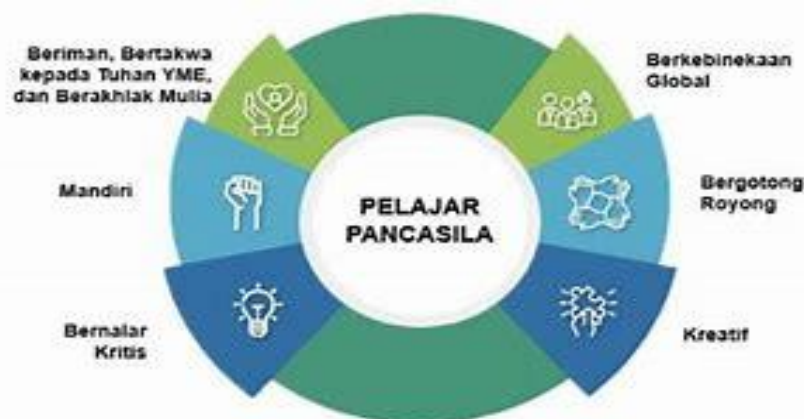 Beriman, Bertakwa
kepada Tuhan YME,
dan Berakhlak Mulia
Berkebinekaan
Global
Mandiri
PELAJAR
PANCASILA
Bergotong
Royong
Bernalar
Kritis
Kreatif